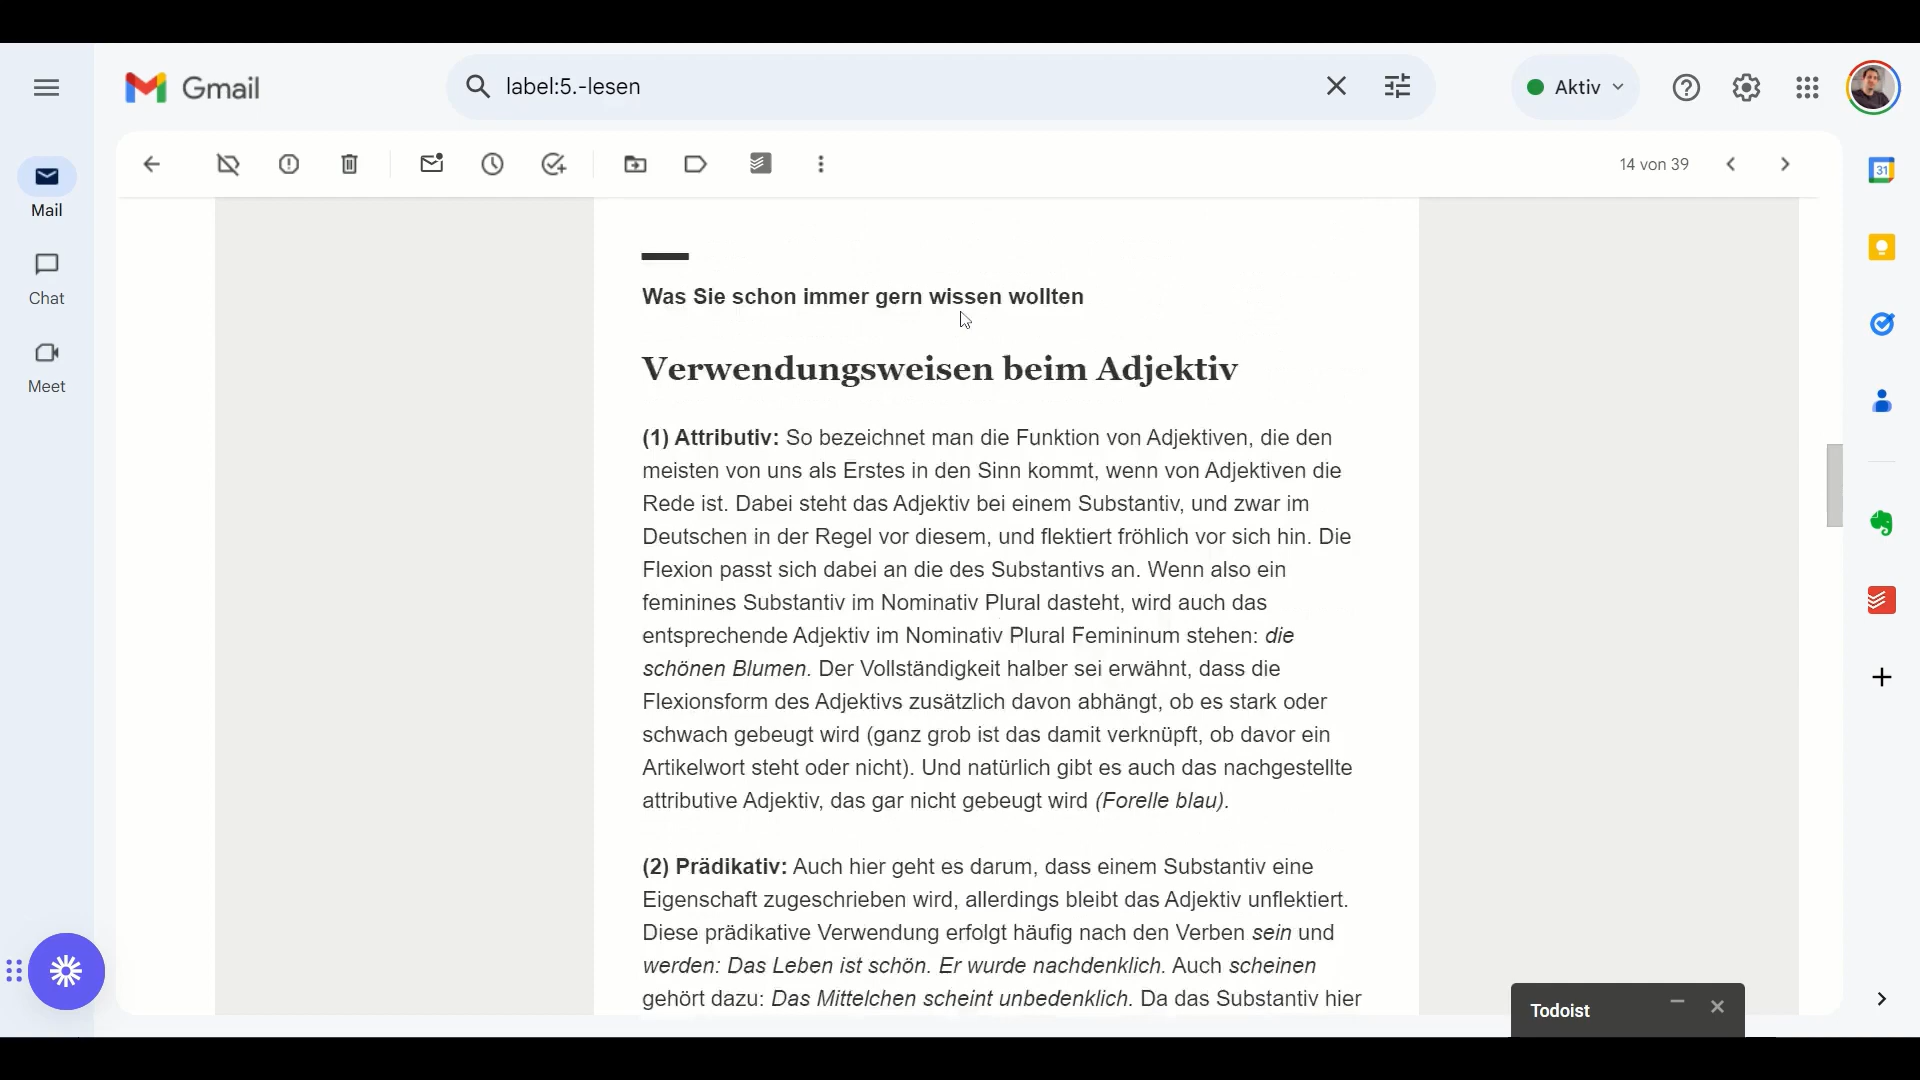 Gmail
label:5.-lesen
Aktiv
14 von 39
31
Mail
Chat
Meet
Was Sie schon immer gern wissen wollten
Verwendungsweisen beim Adjektiv
(1) Attributiv: So bezeichnet man die Funktion von Adjektiven, die den
meisten von uns als Erstes in den Sinn kommt, wenn von Adjektiven die
Rede ist. Dabei steht das Adjektiv bei einem Substantiv, und zwar im
Deutschen in der Regel vor diesem, und flektiert fröhlich vor sich hin. Die
Flexion passt sich dabei an die des Substantivs an. Wenn also ein
feminines Substantiv im Nominativ Plural dasteht, wird auch das
entsprechende Adjektiv im Nominativ Plural Femininum stehen: die
schönen Blumen. Der Vollständigkeit halber sei erwähnt, dass die
Flexionsform des Adjektivs zusätzlich davon abhängt, ob es stark oder
schwach gebeugt wird (ganz grob ist das damit verknüpft, ob davor ein
Artikelwort steht oder nicht). Und natürlich gibt es auch das nachgestellte
attributive Adjektiv, das gar nicht gebeugt wird (Forelle blau).
(2) Prädikativ: Auch hier geht es darum, dass einem Substantiv eine
Eigenschaft zugeschrieben wird, allerdings bleibt das Adjektiv unflektiert.
Diese prädikative Verwendung erfolgt häufig nach den Verben sein und
werden: Das Leben ist schön. Er wurde nachdenklich. Auch scheinen
gehört dazu: Das Mittelchen scheint unbedenklich. Da das Substantiv hier
Todoist